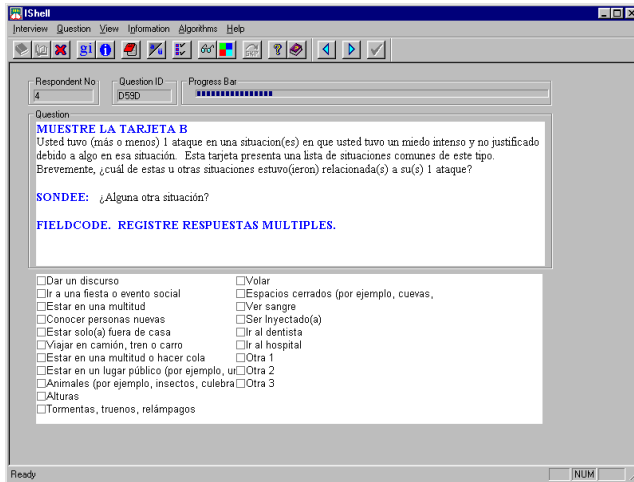 IShell
Interview Question View Information Algorithms Help
gi
SKIP
Respondent No
Question ID
Progress Bar
4
D59D
Question
MUESTRE LA TARJETA B
Usted tuvo (más o menos) 1 ataque en una situacion(es) en que usted tuvo un miedo intenso y no justificado
debido a algo en esa situación. Esta tarjeta presenta una lista de situaciones comunes de este tipo.
Brevemente, ¿cuál de estas u otras situaciones estuvo(ieron) relacionada(s) a su(s) 1 ataque?
SONDEE: ¿Alguna otra situación?
FIELDCODE. REGISTRE RESPUESTAS MULTIPLES.
Dar un discurso
Ir a una fiesta o evento social
Estar en una multitud
Conocer personas nuevas
Estar solo(a) fuera de casa
Viajar en camión, tren o carro
Estar en una multitud o hacer cola
Estar en un lugar público (por ejemplo, un
Animales (por ejemplo, insectos, culebra
Alturas
Tormentas, truenos, relámpagos
Volar
Espacios cerrados (por ejemplo, cuevas,
Ver sangre
Ser Inyectado(a)
Ir al dentista
Ir al hospital
Otra 1
Otra 2
Otra 3
Ready
NUM